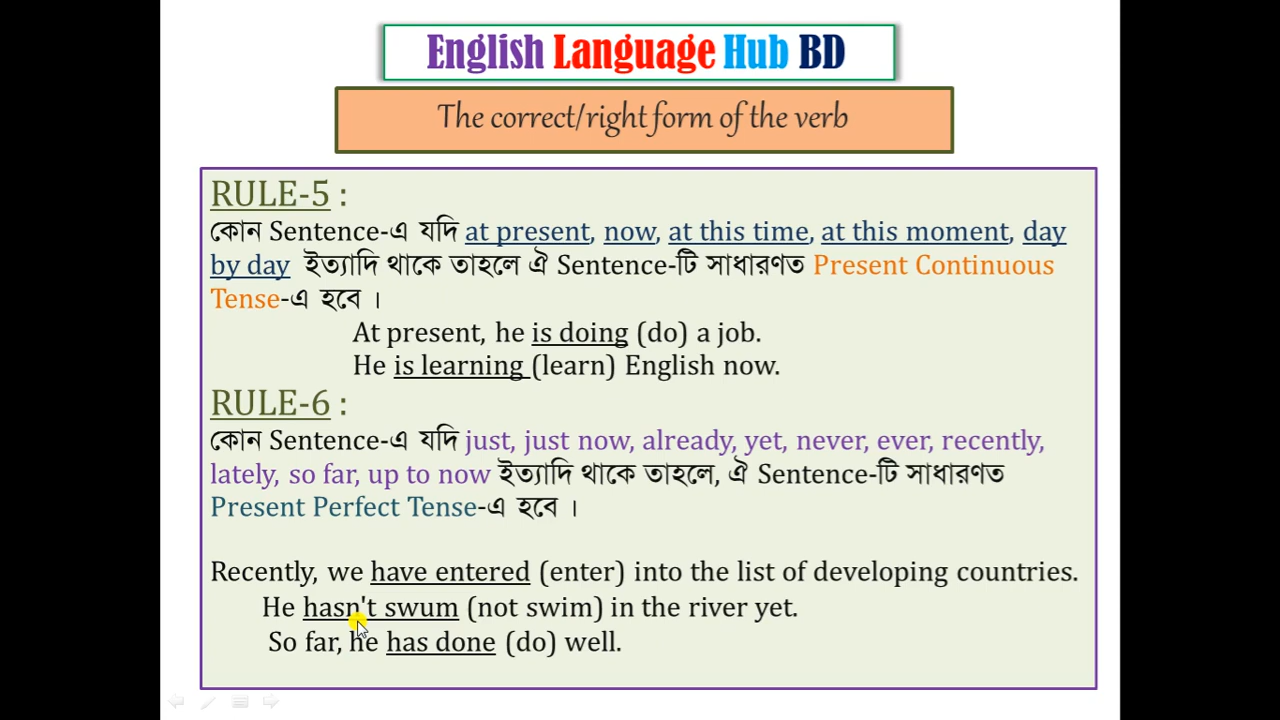 English Language Hub BD
The correct/right form of the verb
RULE-5 :
কোন Sentence-এ যদি at present, now, at this time, at this moment, day
by day ইত্যাদি থাকে তাহলে ঐ Sentence-টি সাধারণত Present Continuous
Tense-এ হবে ।
At present, he is doing (do) a job.
He is learning (learn) English now.
RULE-6 :
কোন Sentence-এ যদি just, just now, already, yet, never, ever, recently,
lately, so far, up to now ইত্যাদি থাকে তাহলে, ঐ Sentence-টি সাধারণত
Present Perfect Tense-এ হবে ।
Recently, we have entered (enter) into the list of developing countries.
He hasn't swum (not swim) in the river yet.
So far, he has done (do) well.